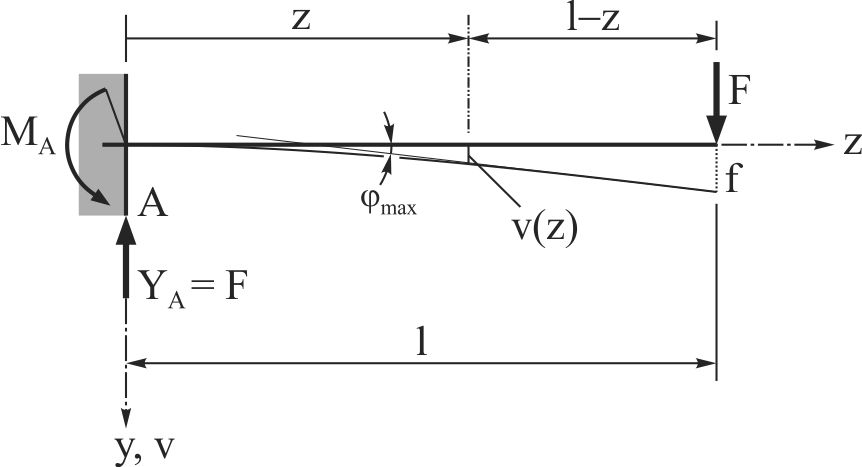 z
l–z
F
M_A
z
f
φ_max
A
v(z)
Y_A = F
l
y, v